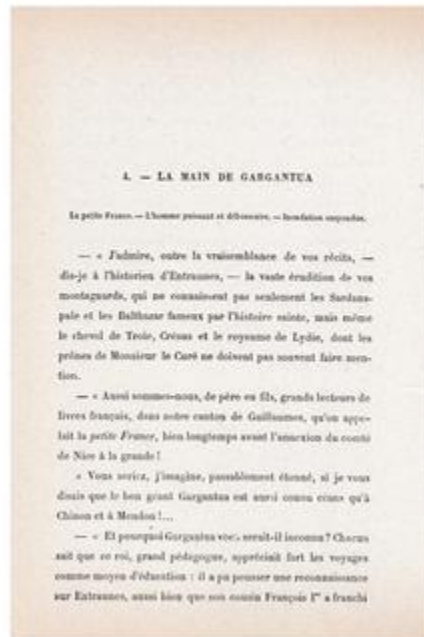 4. — LA MAIN DE GARGANTUA
La petite France. — L'homme puissant et débonnaire. — Inondation conjurée.
— « J'admire, outre la vraisemblance de vos récits, —
dis-je à l'historien d'Entraunes, — la vaste érudition de vos
montagnards, qui ne connaissent pas seulement les Sardana-
pale et les Balthazar fameux par l'histoire sainte, mais même
le cheval de Troie, Crésus et le royaume de Lydie, dont les
prônes de Monsieur le Curé ne doivent pas souvent faire men-
tion.
— « Aussi sommes-nous, de père en fils, grands lecteurs de
livres français, dans notre canton de Guillaumes, qu'on appe-
lait la petite France, bien longtemps avant l'annexion du comté
de Nice à la grande !
« Vous seriez, j'imagine, passablement étonné, si je vous
disais que le bon géant Gargantua est aussi connu céans qu'à
Chinon et à Meudon !...
— « Et pourquoi Gargantua vous serait-il inconnu ? Chacun
sait que ce roi, grand pédagogue, appréciait fort les voyages
comme moyen d'éducation : il a pu pousser une reconnaissance
sur Entraunes, aussi bien que son cousin François Ier a franchi